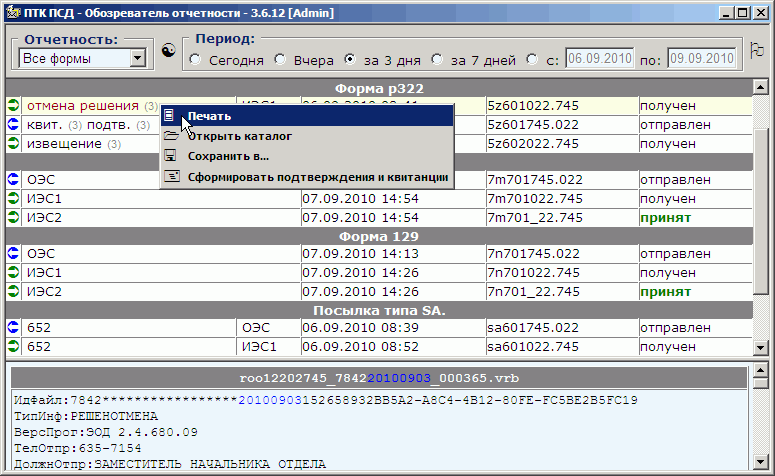 ПТК ПСД - Обозреватель отчетности - 3.6.12 [Admin]
Отчетность: Период:
Все формы Сегодня Вчера за 3 дня за 7 дней с: 06.09.2010 по: 09.09.2010
Форма р322
отмена решения (3) 5z601022.745 получен
Печать
квит. (3) подтв. (3) 5z601745.022 отправлен
Открыть каталог
извещение (3) 5z602022.745 получен
Сохранить в...
Сформировать подтверждения и квитанции
ОЭС 7m701745.022 отправлен
ИЭС1 07.09.2010 14:54 7m701022.745 получен
ИЭС2 07.09.2010 14:54 7m701_22.745 принят
Форма 129
ОЭС 07.09.2010 14:13 7n701745.022 отправлен
ИЭС1 07.09.2010 14:26 7n701022.745 получен
ИЭС2 07.09.2010 14:26 7n701_22.745 принят
Посылка типа SA.
652 ОЭС 06.09.2010 08:39 sa601745.022 отправлен
652 ИЭС1 06.09.2010 08:52 sa601022.745 получен
roo12202745_784220100903_000365.vrb
ИдФайл:7842*****************20100903152658932BB5A2-A8C4-4B12-80FE-FC5BE2B5FC19
ТипИнф:РЕШЕНОТМЕНА
ВерсПрог:ЭОД 2.4.680.09
ТелОтпр:635-7154
ДолжнОтпр:ЗАМЕСТИТЕЛЬ НАЧАЛЬНИКА ОТДЕЛА